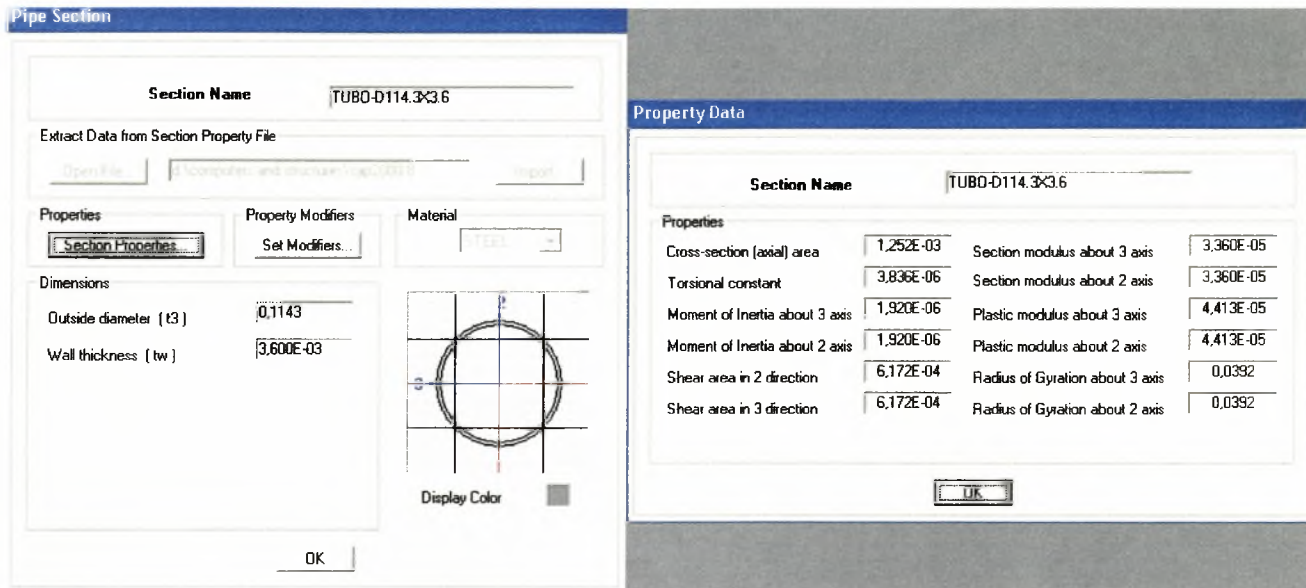 Pipe Section
Section Name
TUBO-D114.3X3.6
Extract Data from Section Property File
Open File...
Import
Properties
Property Modifiers
Material
Section Properties...
Set Modifiers...
STEEL
Dimensions
Outside diameter ( t3 ) 0,1143
Wall thickness ( tw ) 3,600E-03
2
3
Display Color
OK
Property Data
Section Name
TUBO-D114.3X3.6
Properties
Cross-section (axial) area 1,252E-03 Section modulus about 3 axis 3,360E-05
Torsional constant 3,836E-06 Section modulus about 2 axis 3,360E-05
Moment of Inertia about 3 axis 1,920E-06 Plastic modulus about 3 axis 4,413E-05
Moment of Inertia about 2 axis 1,920E-06 Plastic modulus about 2 axis 4,413E-05
Shear area in 2 direction 6,172E-04 Radius of Gyration about 3 axis 0,0392
Shear area in 3 direction 6,172E-04 Radius of Gyration about 2 axis 0,0392
OK